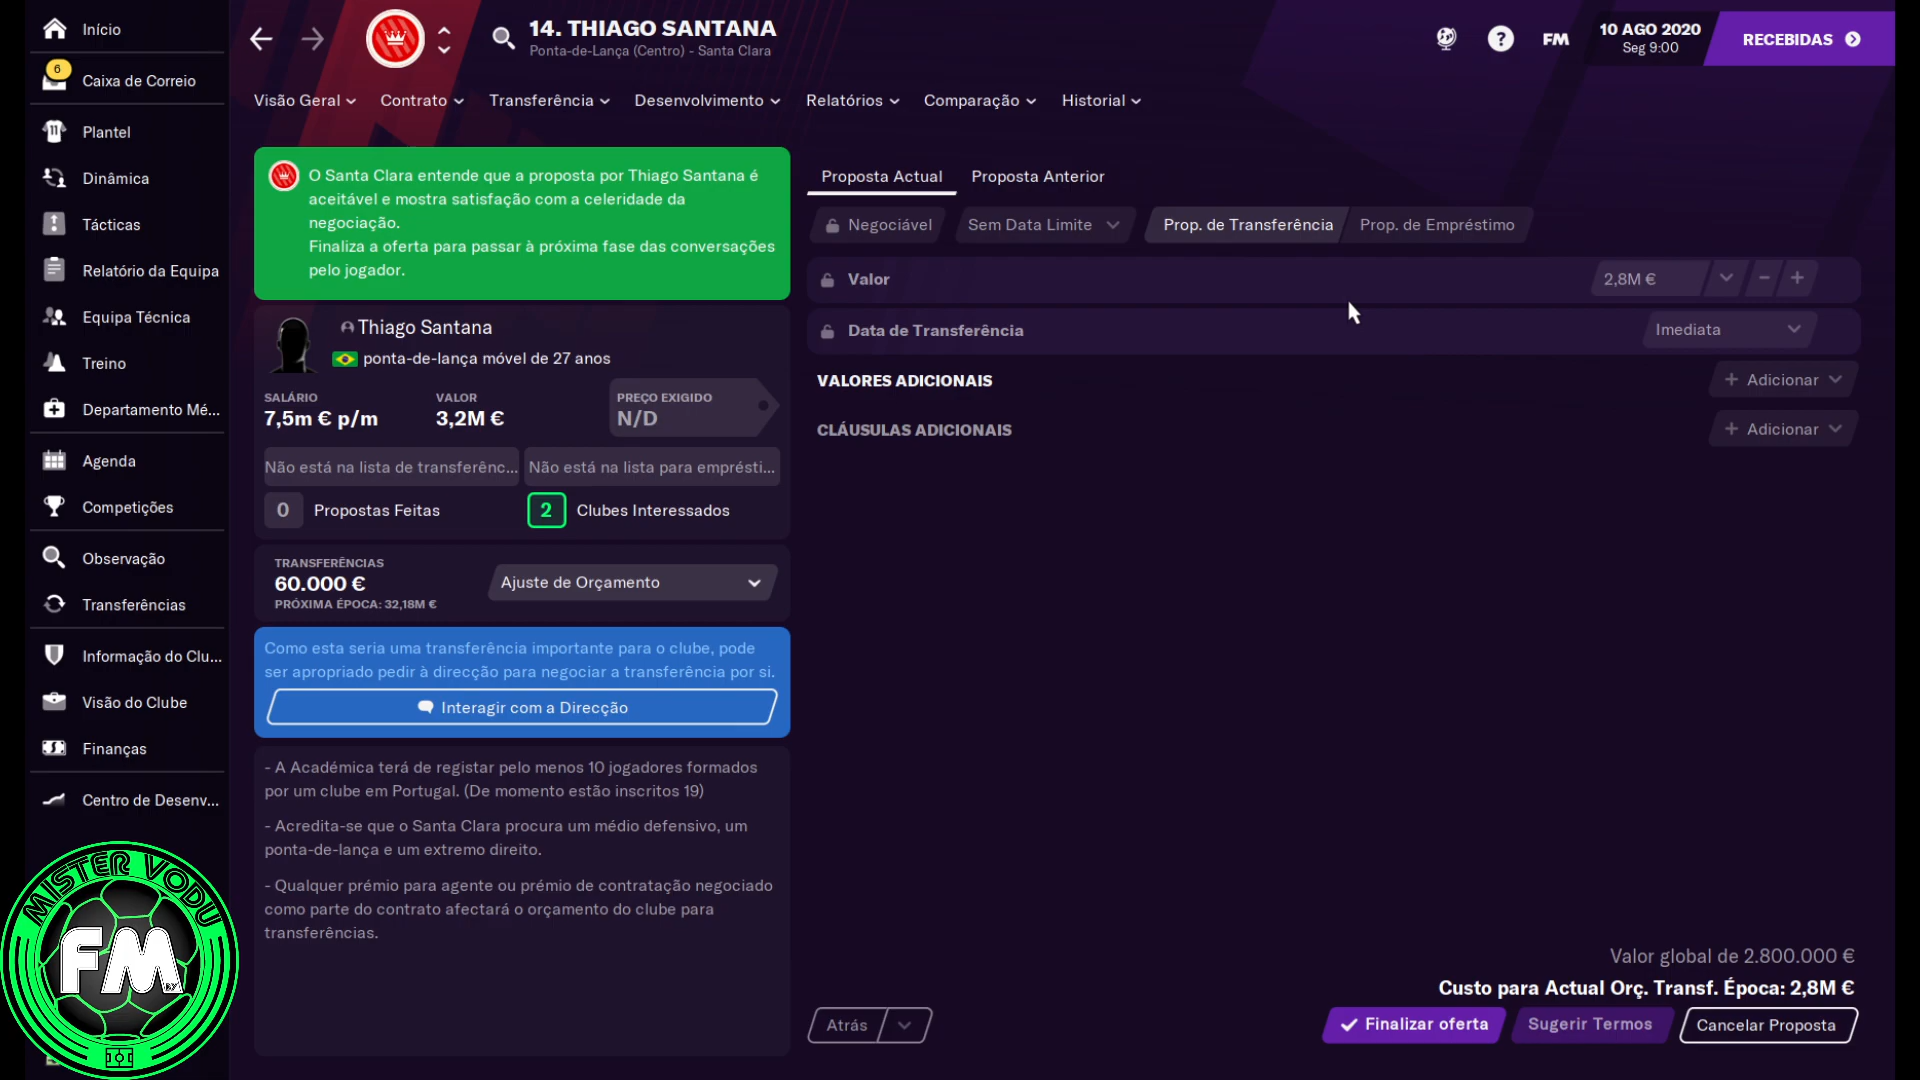 Início
6
Caixa de Correio
Plantel
Dinâmica
Tácticas
Relatório da Equipa
Equipa Técnica
Treino
Departamento Mé...
Agenda
Competições
Observação
Transferências
Informação do Clu...
Visão do Clube
Finanças
Centro de Desenv...
MISTER VODU
FM
BY
14. THIAGO SANTANA
Ponta-de-Lança (Centro) - Santa Clara
? FM
10 AGO 2020
Seg 9:00
RECEBIDAS
Visão Geral Contrato Transferência Desenvolvimento Relatórios Comparação Historial
O Santa Clara entende que a proposta por Thiago Santana é
aceitável e mostra satisfação com a celeridade da
negociação.
Finaliza a oferta para passar à próxima fase das conversações
pelo jogador.
Thiago Santana
ponta-de-lança móvel de 27 anos
SALÁRIO VALOR PREÇO EXIGIDO
7,5m € p/m 3,2M € N/D
Não está na lista de transferênc... Não está na lista para emprésti...
0 Propostas Feitas 2 Clubes Interessados
TRANSFERÊNCIAS
60.000 €
PRÓXIMA ÉPOCA: 32,18M €
Ajuste de Orçamento
Como esta seria uma transferência importante para o clube, pode
ser apropriado pedir à direcção para negociar a transferência por si.
Interagir com a Direcção
- A Académica terá de registar pelo menos 10 jogadores formados
por um clube em Portugal. (De momento estão inscritos 19)
- Acredita-se que o Santa Clara procura um médio defensivo, um
ponta-de-lança e um extremo direito.
- Qualquer prémio para agente ou prémio de contratação negociado
como parte do contrato afectará o orçamento do clube para
transferências.
Proposta Actual Proposta Anterior
Negociável Sem Data Limite Prop. de Transferência Prop. de Empréstimo
Valor 2,8M € − +
Data de Transferência Imediata
VALORES ADICIONAIS + Adicionar
CLÁUSULAS ADICIONAIS + Adicionar
Valor global de 2.800.000 €
Custo para Actual Orç. Transf. Época: 2,8M €
Atrás Finalizar oferta Sugerir Termos Cancelar Proposta